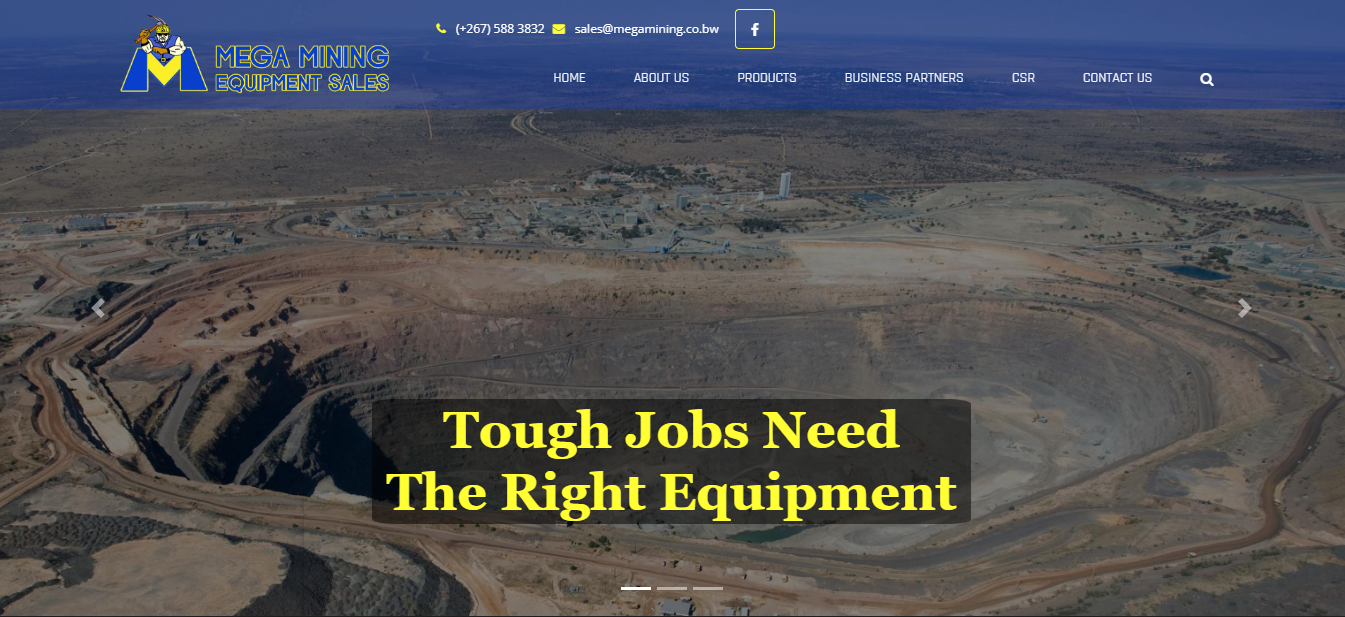 (+267) 588 3832 sales@megamining.co.bw
MEGA MINING
EQUIPMENT SALES
HOME ABOUT US PRODUCTS BUSINESS PARTNERS CSR CONTACT US
Tough Jobs Need
The Right Equipment